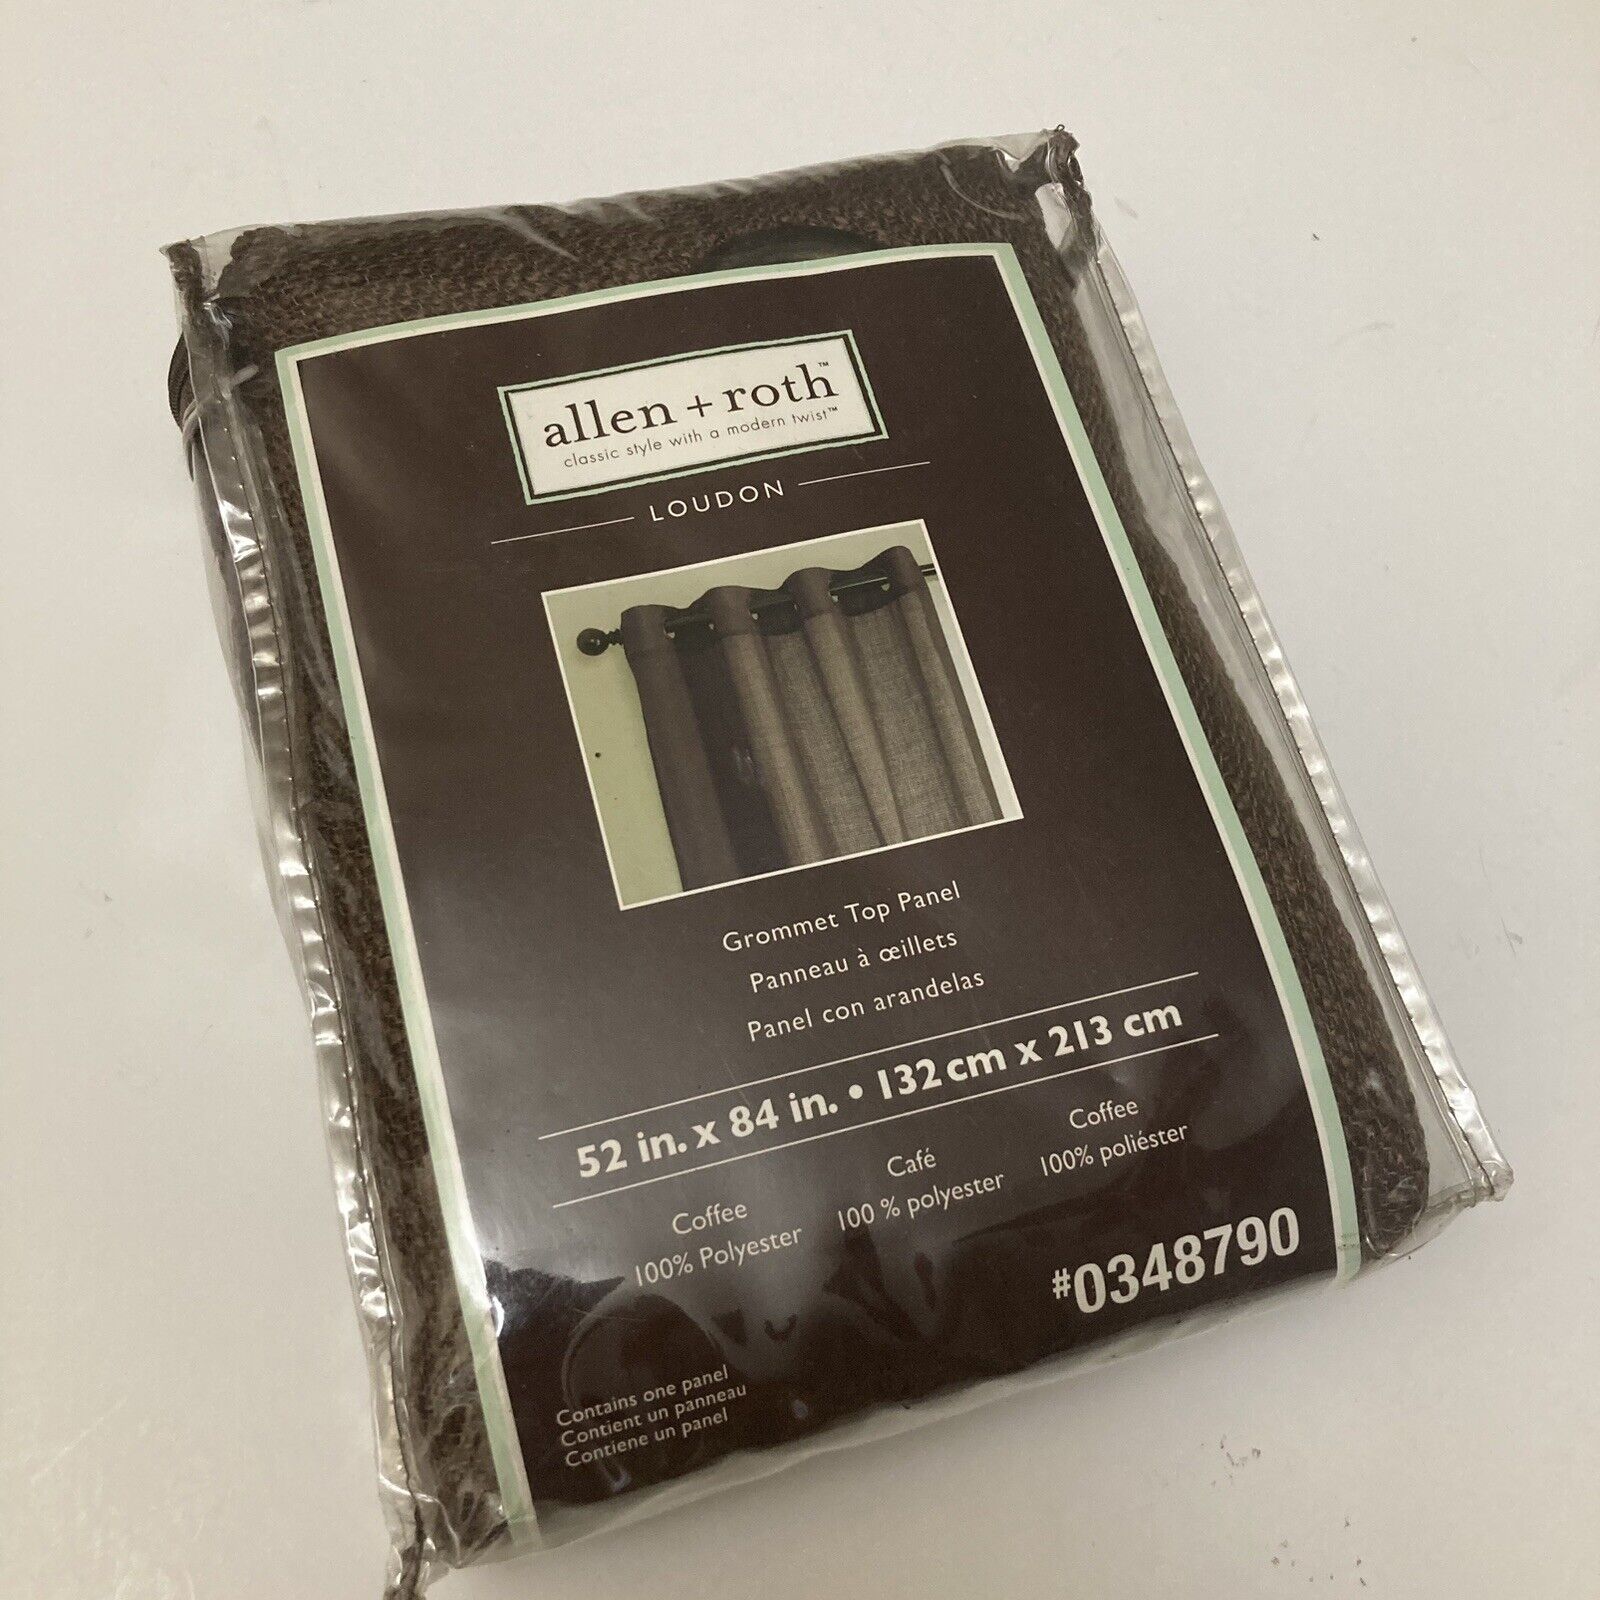 allen + roth™
classic style with a modern twist™
LOUDON
Grommet Top Panel
Panneau à œillets
Panel con arandelas
52 in. x 84 in. • 132 cm x 213 cm
Coffee
100% Polyester
Café
100 % polyester
Coffee
100% poliéster
#0348790
Contains one panel
Contient un panneau
Contiene un panel